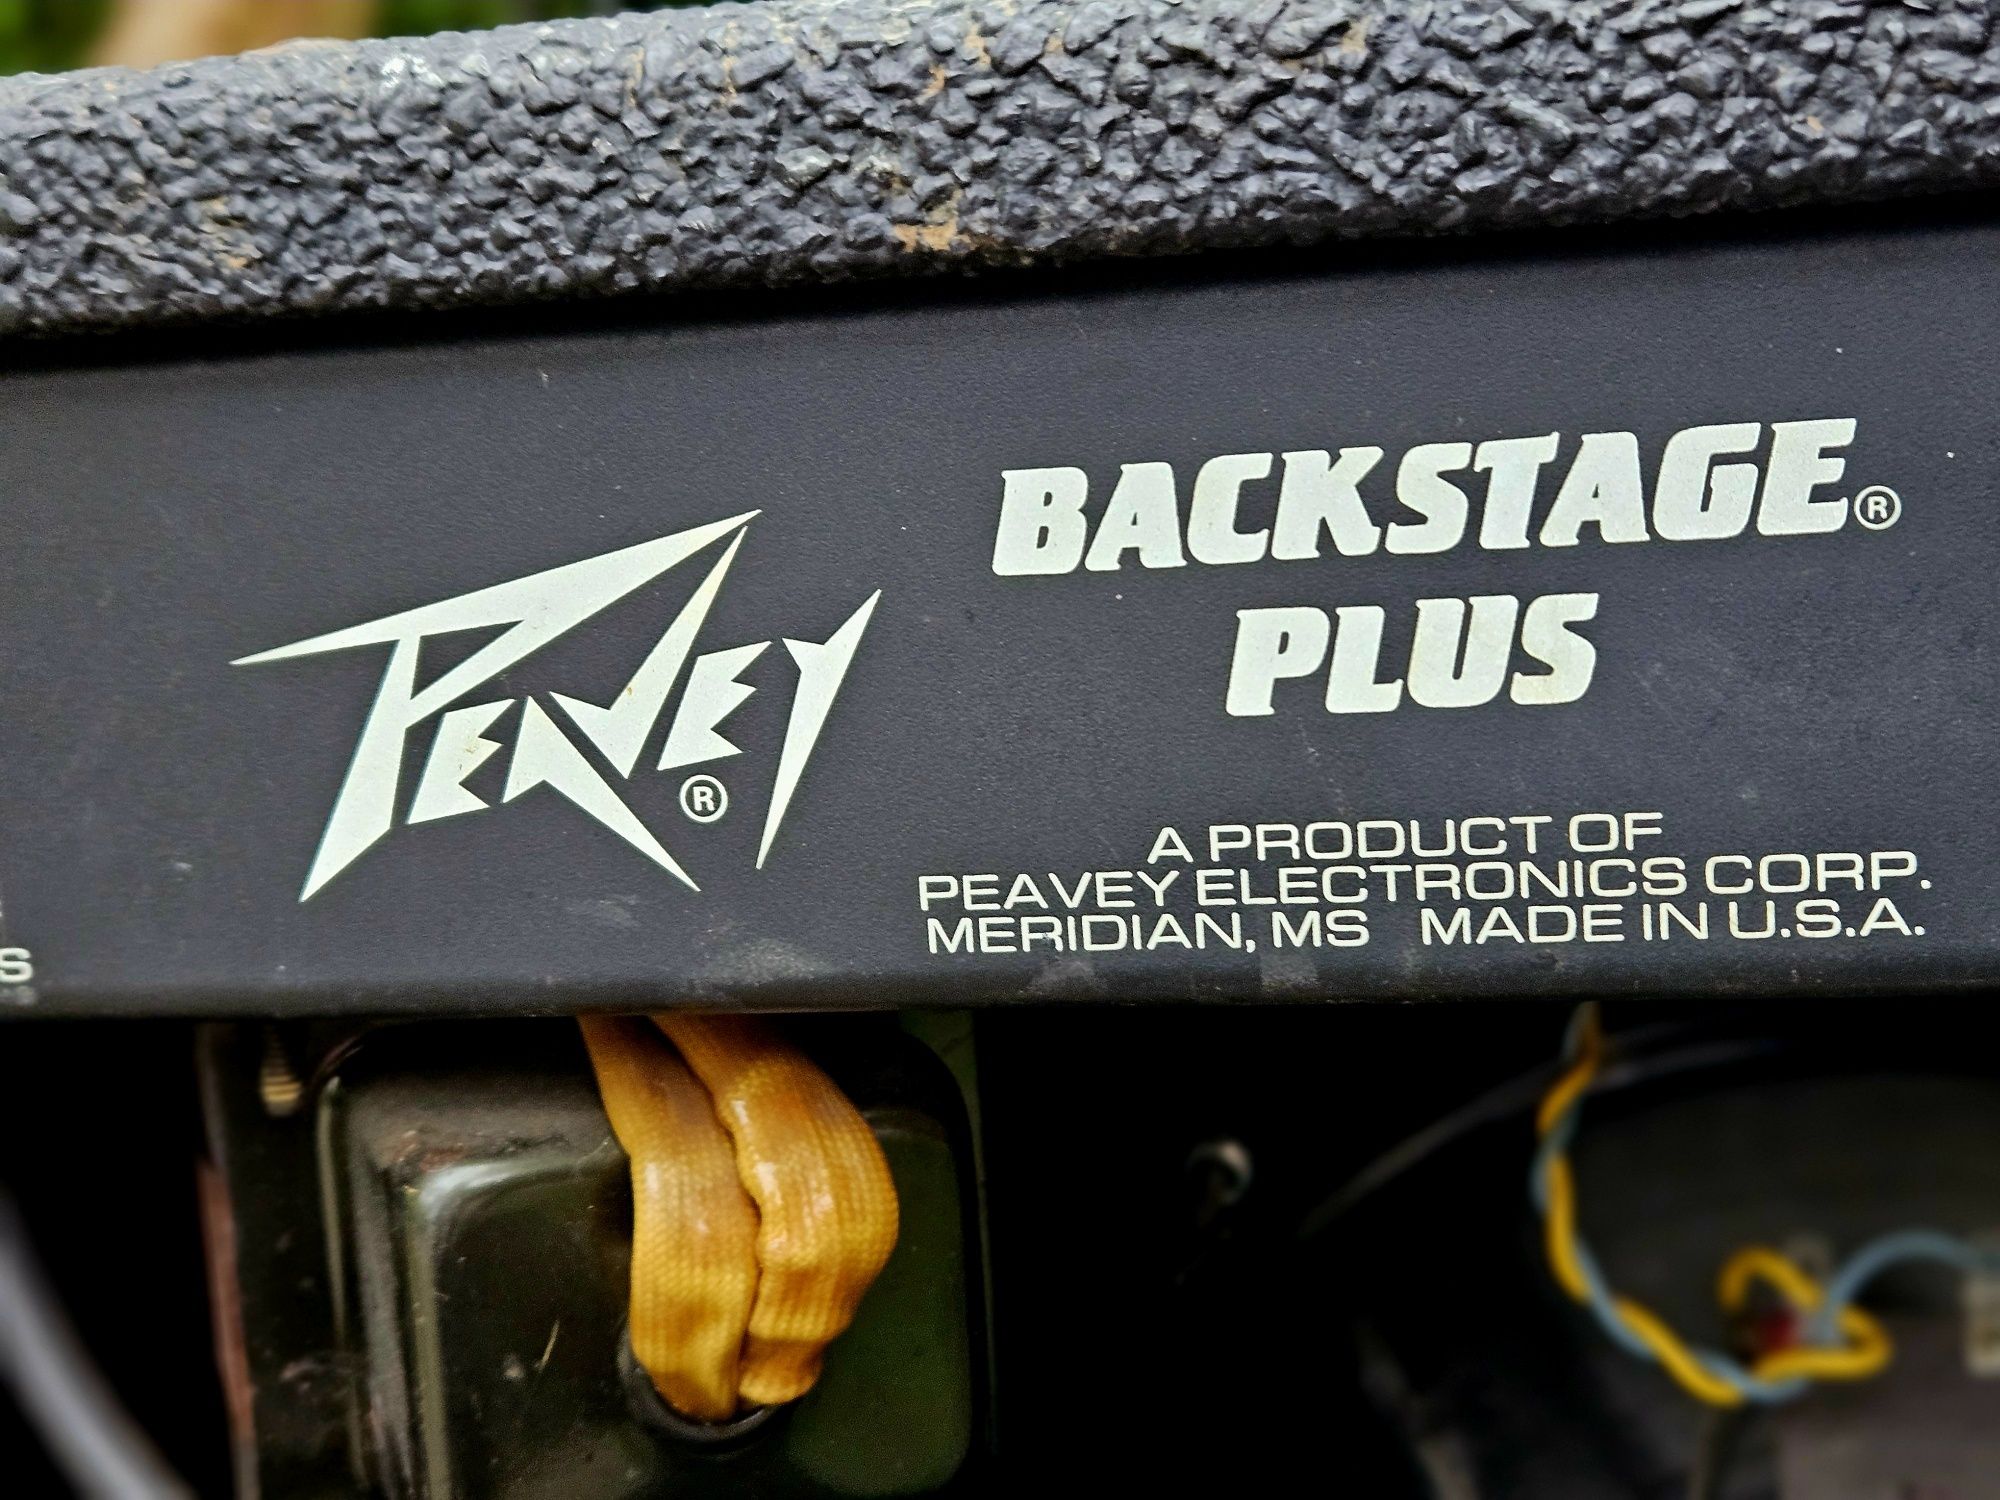 PEAVEY®
BACKSTAGE®
PLUS
A PRODUCT OF
PEAVEY ELECTRONICS CORP.
MERIDIAN, MS MADE IN U.S.A.
S